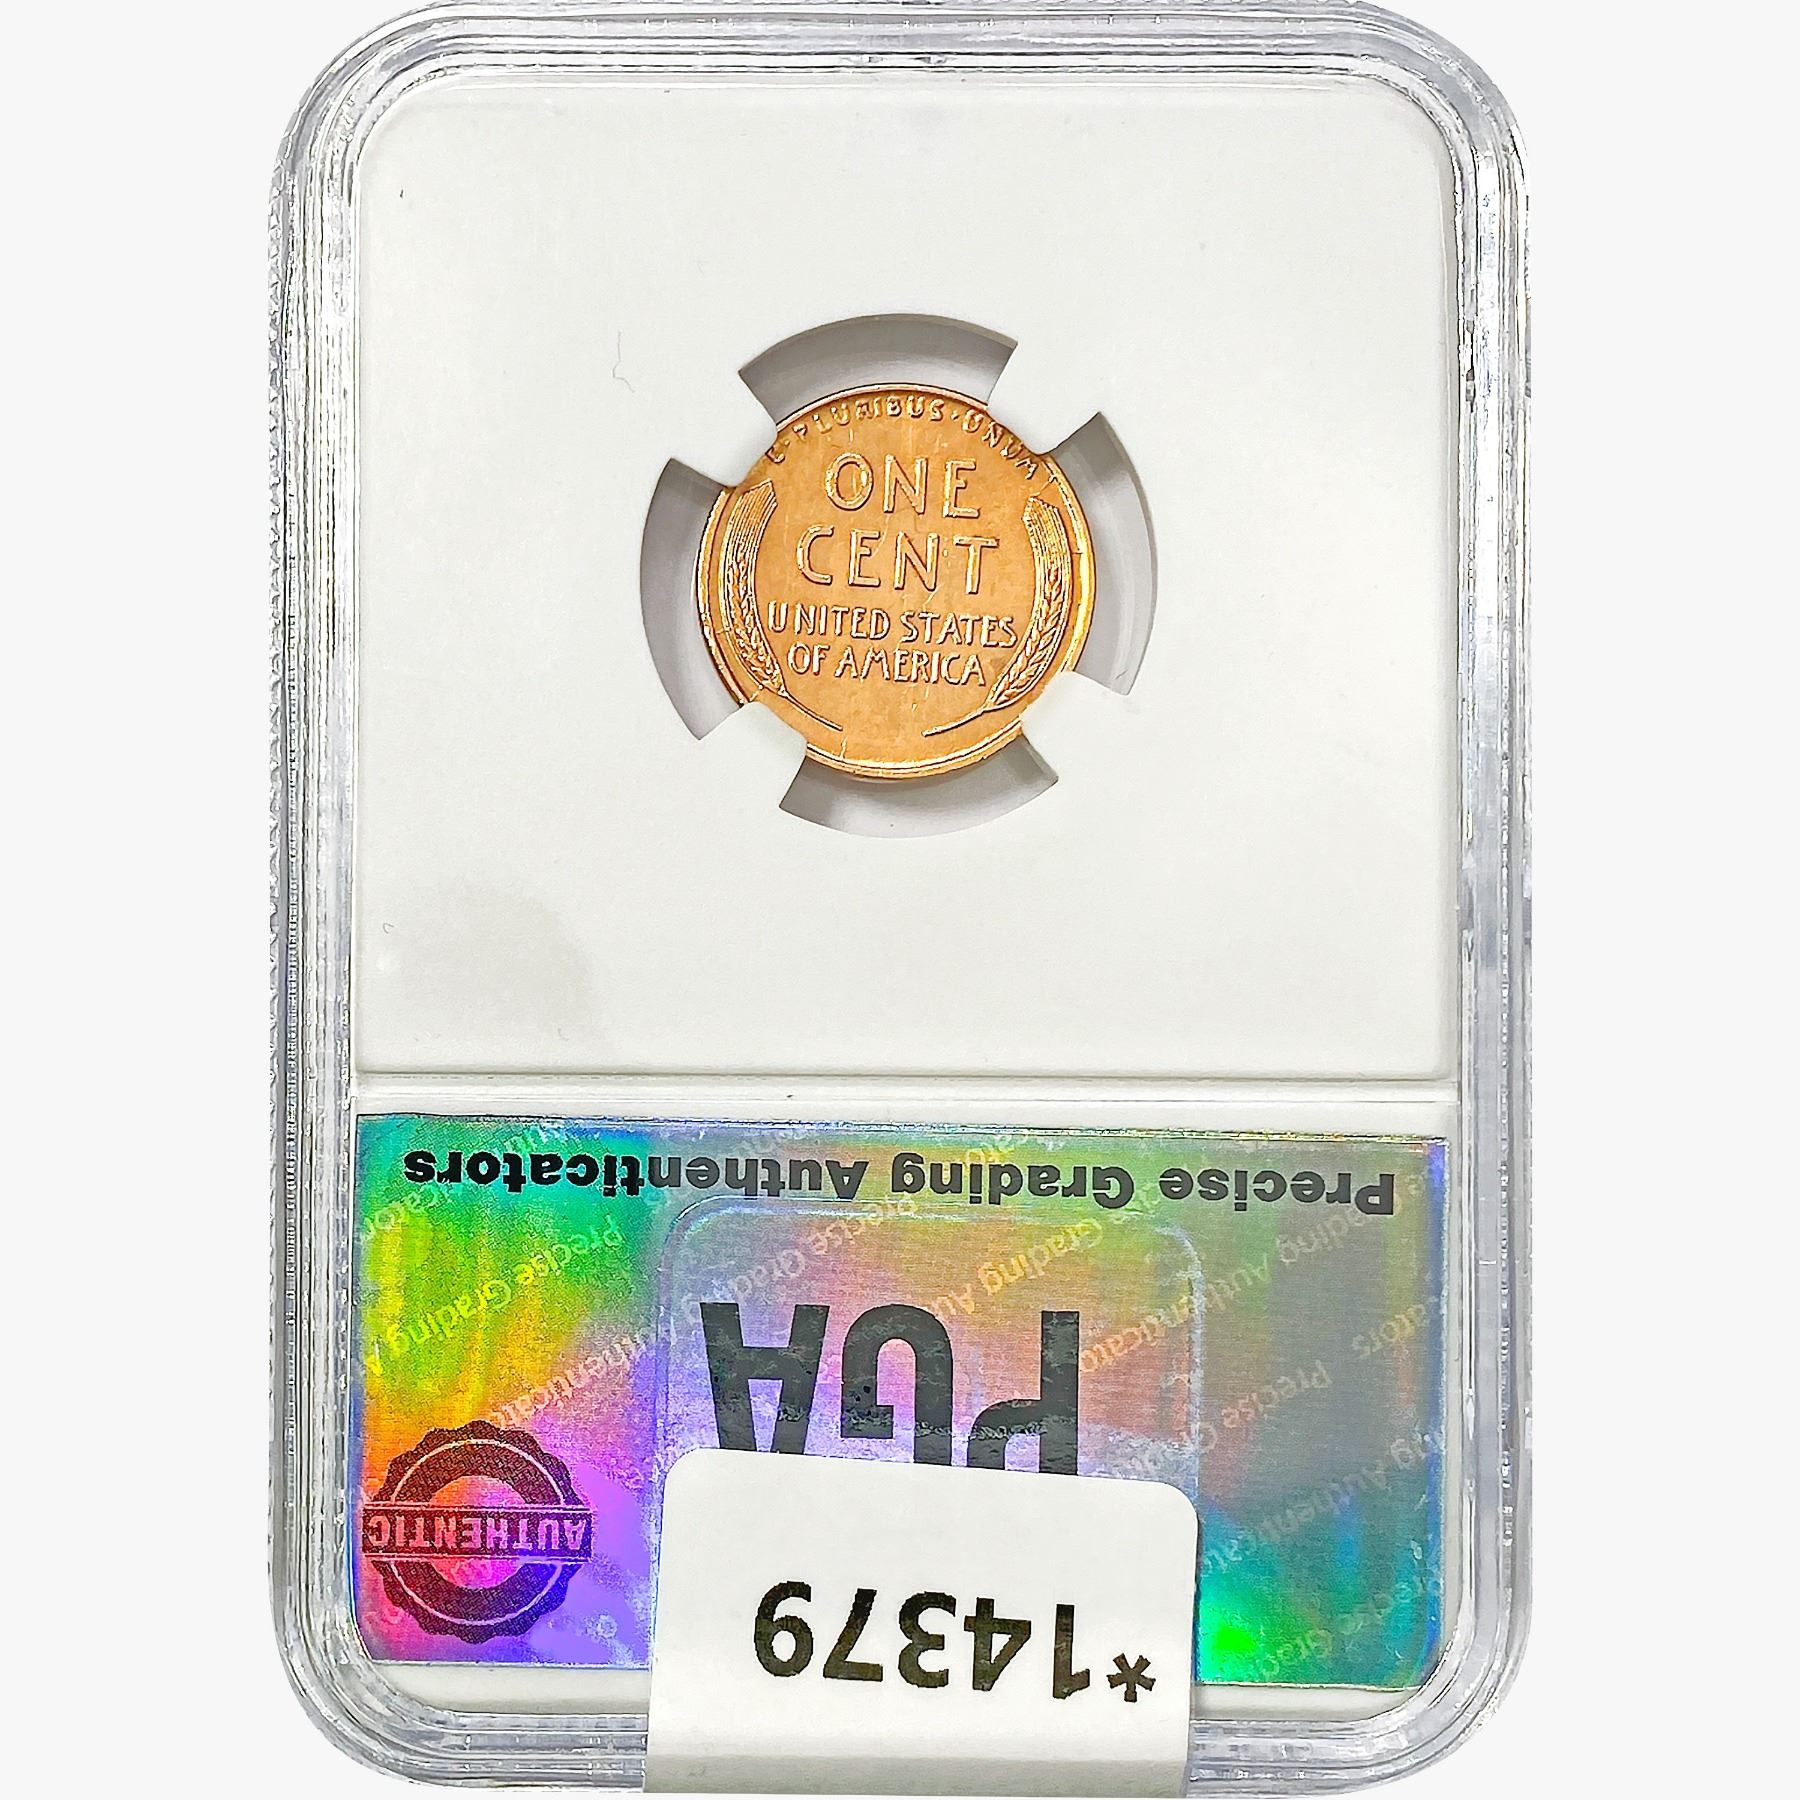 E·PLURIBUS·UNUM
ONE
CENT
UNITED STATES
OF AMERICA
Precise Grading Authenticators
PGA
AUTHENTIC
*14379